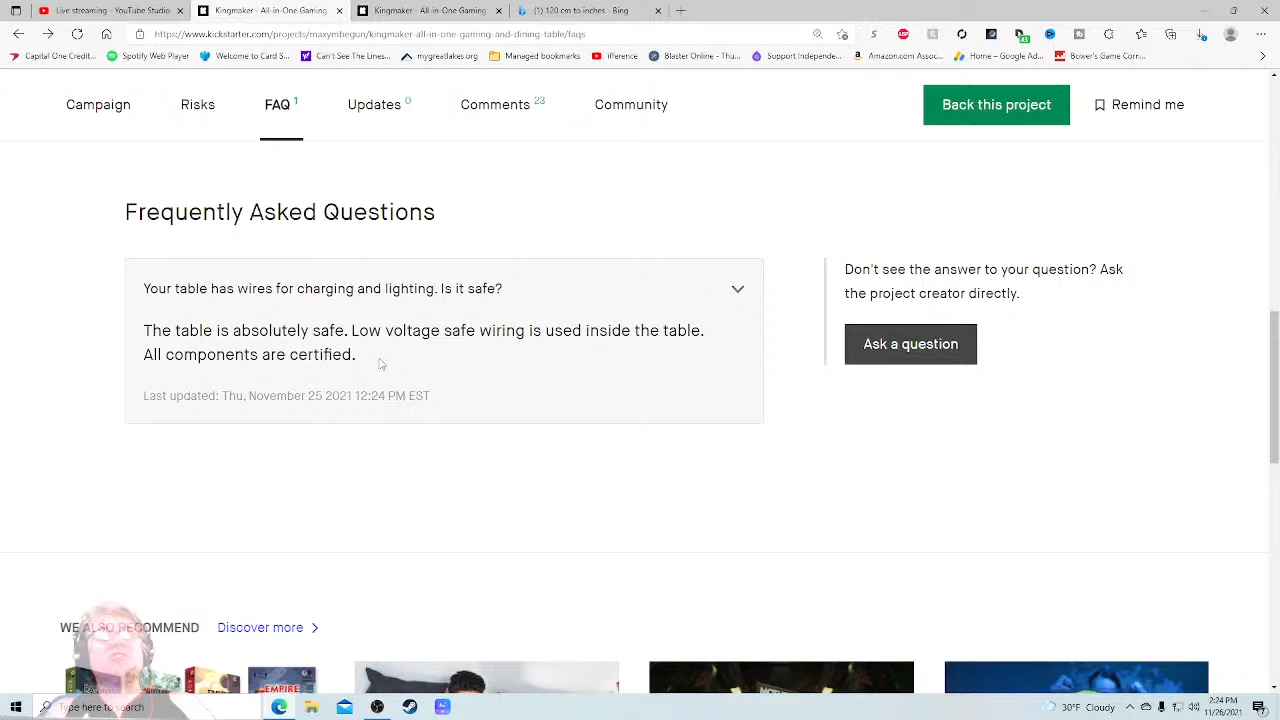 Live streaming - YouTube Studio
Kingmaker - All-in-One Gaming
Kingmaker - All-in-One Gaming
(1) 120 cm to inches - Bing
https://www.kickstarter.com/projects/maxymbegun/kingmaker-all-in-one-gaming-and-dining-table/faqs
Capital One Credit...
Spotify Web Player
Welcome to Card S...
Can't See The Lines...
mygreatlakes.org
Managed bookmarks
ifference
Blaster Online - Thu...
Support Independe...
Amazon.com Assoc...
Home – Google Ad...
Bower's Game Corn...
Campaign
Risks
FAQ 1
Updates 0
Comments 23
Community
Back this project
Remind me
Frequently Asked Questions
Your table has wires for charging and lighting. Is it safe?
The table is absolutely safe. Low voltage safe wiring is used inside the table.
All components are certified.
Last updated: Thu, November 25 2021 12:24 PM EST
Don't see the answer to your question? Ask
the project creator directly.
Ask a question
WE ALSO RECOMMEND
Discover more
EMPIRE
Type here to search
30°F Cloudy
2:24 PM
11/26/2021